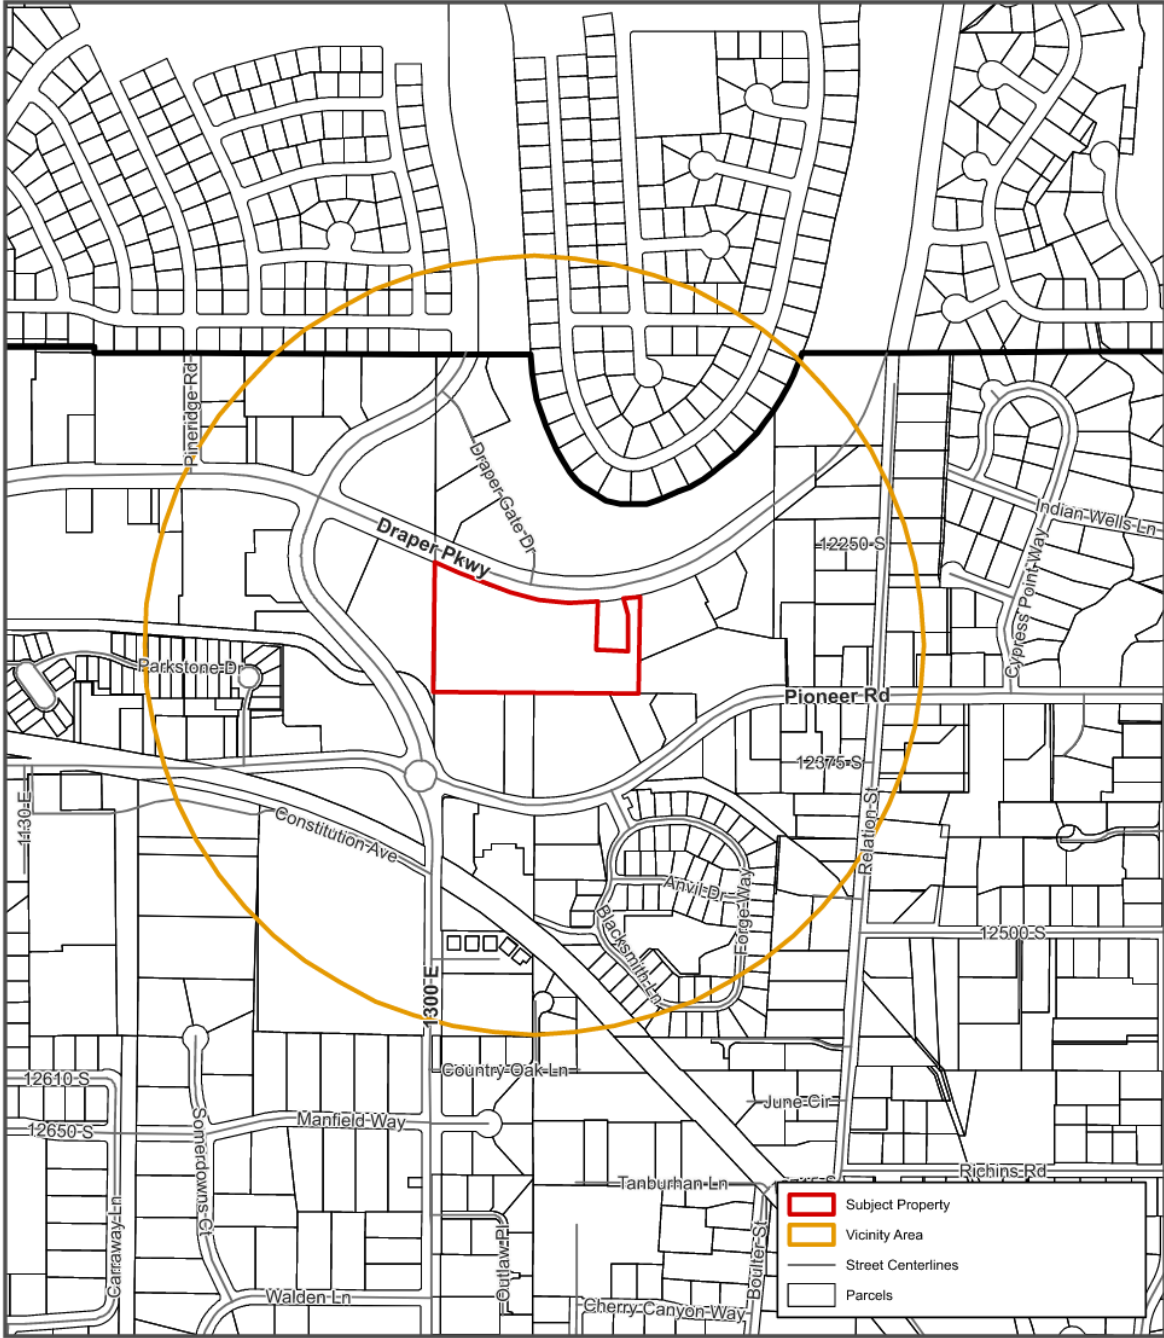 Pineridge Rd
Draper Gate Dr
Draper Pkwy
Indian Wells Ln
12250 S
Cypress Point Way
Parkstone Dr
Pioneer Rd
12375 S
1130 E
Constitution Ave
Relation St
Anvil Dr
Forge Way
Blacksmith Ln
12500 S
1300 E
Country Oak Ln
12610 S
June Cir
Manfield Way
12650 S
Somerdowns Ct
Richins Rd
Tanburhan Ln
Carraway Ln
Outlaw Pl
Boulter St
Walden Ln
Cherry Canyon Way
Subject Property
Vicinity Area
Street Centerlines
Parcels